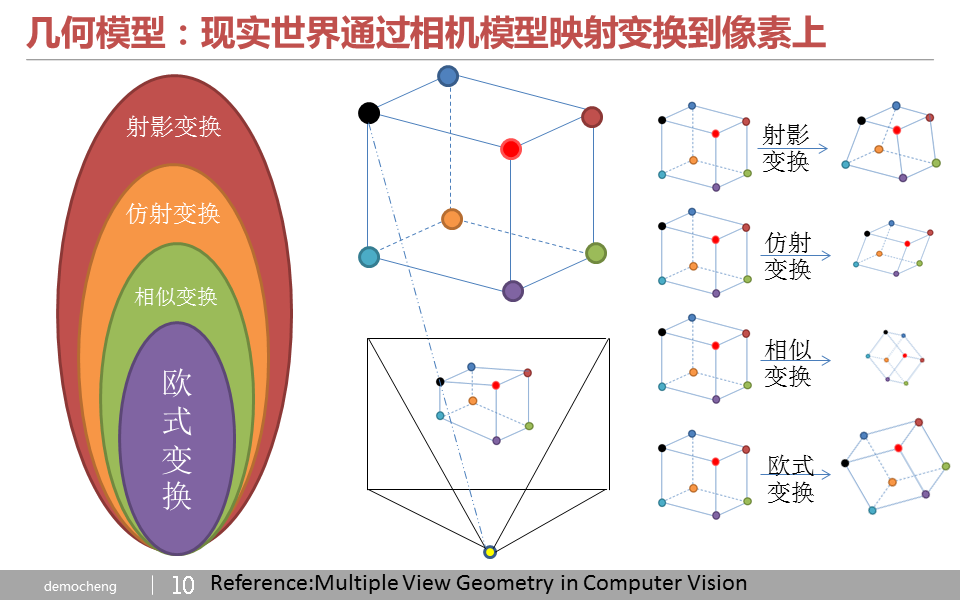 几何模型：现实世界通过相机模型映射变换到像素上
射影变换
仿射变换
相似变换
欧
式
变
换
射影
变换
仿射
变换
相似
变换
欧式
变换
democheng
10
Reference:Multiple View Geometry in Computer Vision